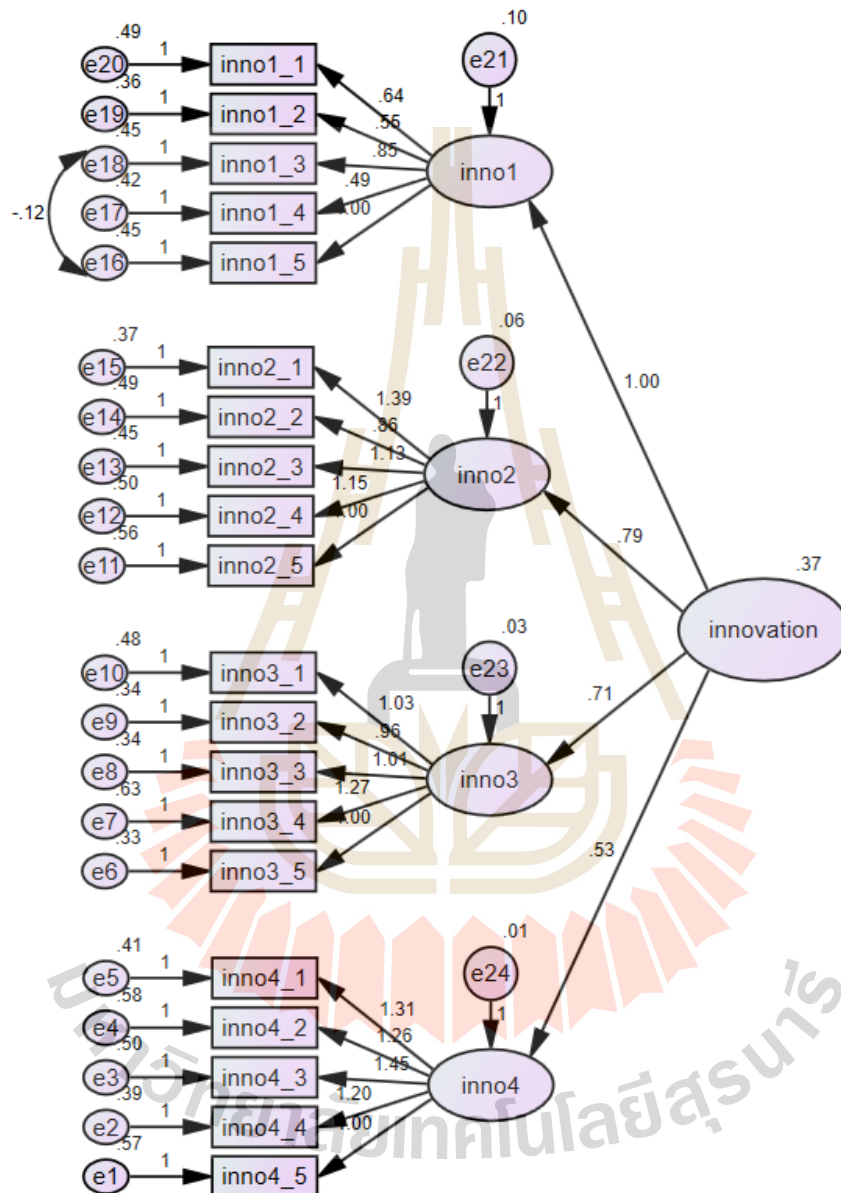 .49
.10
e20 1 inno1_1
e21
.36
.64
1
e19 1 inno1_2
.55
.45
e18 1 inno1_3
.85
inno1
.42
.49
-.12
e17 1 inno1_4
1.00
.45
e16 1 inno1_5
.37
.06
e15 1 inno2_1
e22
1.00
.49
1.39
1
e14 1 inno2_2
.86
.45
1.13
e13 1 inno2_3
inno2
.50
1.15
e12 1 inno2_4
1.00
.79
.56
e11 1 inno2_5
.37
innovation
.48
.03
e10 1 inno3_1
e23
.34
1.03
1
.71
e9 1 inno3_2
.96
.34
1.01
e8 1 inno3_3
inno3
.63
1.27
e7 1 inno3_4
1.00
.33
e6 1 inno3_5
.53
.41
.01
e5 1 inno4_1
e24
.58
1.31
1
e4 1 inno4_2
1.26
.50
1.45
e3 1 inno4_3
inno4
.39
1.20
e2 1 inno4_4
1.00
.57
e1 1 inno4_5
มหาวิทยาลัยเทคโนโลยีสุรนารี